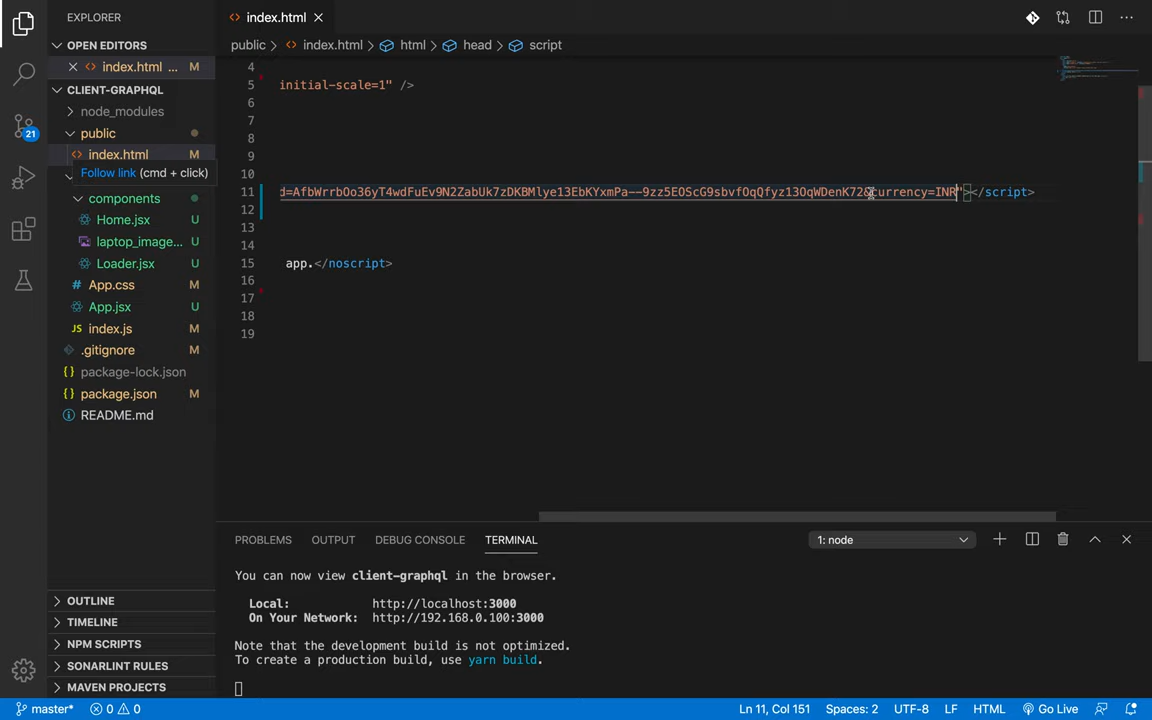 EXPLORER
index.html
OPEN EDITORS
index.html ... M
public > index.html > html > head > script
CLIENT-GRAPHQL
node_modules
public
index.html M
Follow link (cmd + click)
components
Home.jsx U
laptop_image... U
Loader.jsx U
App.css M
App.jsx U
index.js M
.gitignore M
package-lock.json
package.json M
README.md
OUTLINE
TIMELINE
NPM SCRIPTS
SONARLINT RULES
MAVEN PROJECTS
21
4
5 initial-scale=1" />
6
7
8
9
10
11 d=AfbWrrbOo36yT4wdFuEv9N2ZabUk7zDKBMlye13EbKYxmPa--9zz5EOScG9sbvfOqQfyz13OqWDenK72&currency=INR"></script>
12
13
14
15 app.</noscript>
16
17
18
19
PROBLEMS OUTPUT DEBUG CONSOLE TERMINAL 1: node
You can now view client-graphql in the browser.
Local: http://localhost:3000
On Your Network: http://192.168.0.100:3000
Note that the development build is not optimized.
To create a production build, use yarn build.
master* 0 0 Ln 11, Col 151 Spaces: 2 UTF-8 LF HTML Go Live